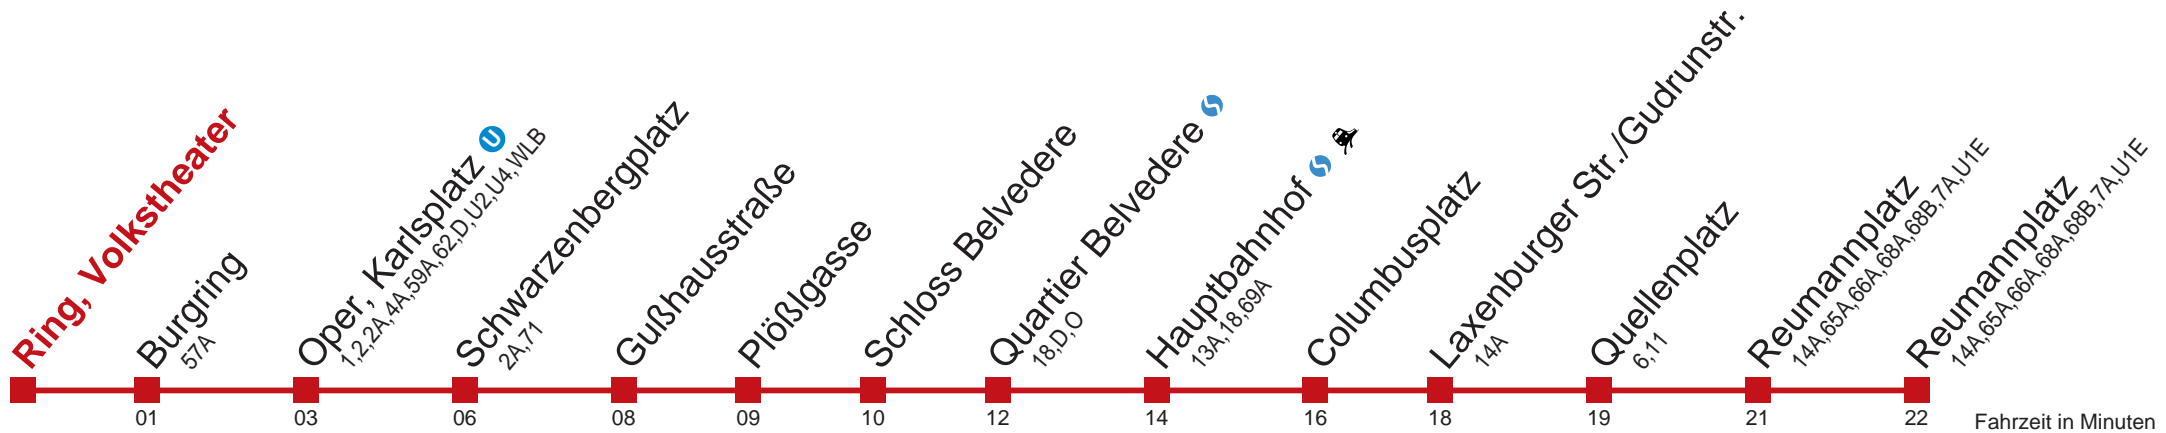 Ring, Volkstheater
Burgring
57A
Oper, Karlsplatz U
1,2,2A,4A,59A,62,D,U2,U4,WLB
Schwarzenbergplatz
2A,71
Gußhausstraße
Plößlgasse
Schloss Belvedere
Quartier Belvedere S
18,D,O
Hauptbahnhof S
13A,18,69A
Columbusplatz
Laxenburger Str./Gudrunstr.
14A
Quellenplatz
6,11
Reumannplatz
14A,65A,66A,68A,68B,7A,U1E
Reumannplatz
14A,65A,66A,68A,68B,7A,U1E
01 03 06 08 09 10 12 14 16 18 19 21 22 Fahrzeit in Minuten